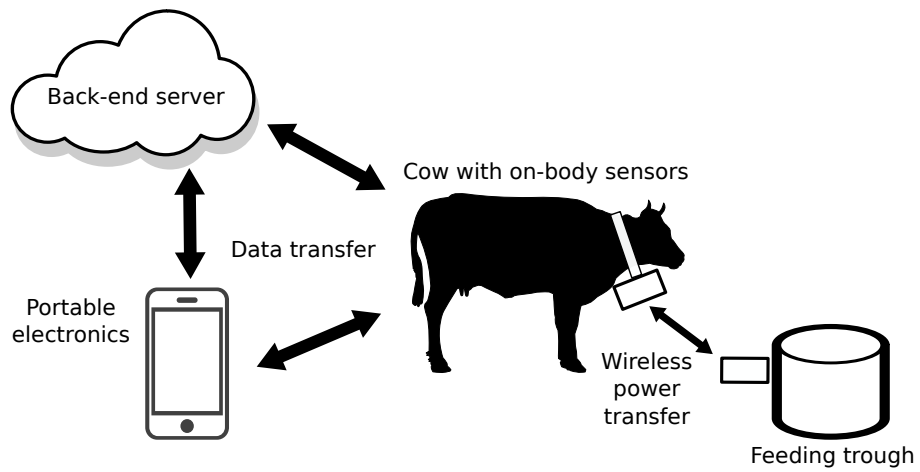 Back-end server
Cow with on-body sensors
Data transfer
Portable
electronics
Wireless
power
transfer
Feeding trough